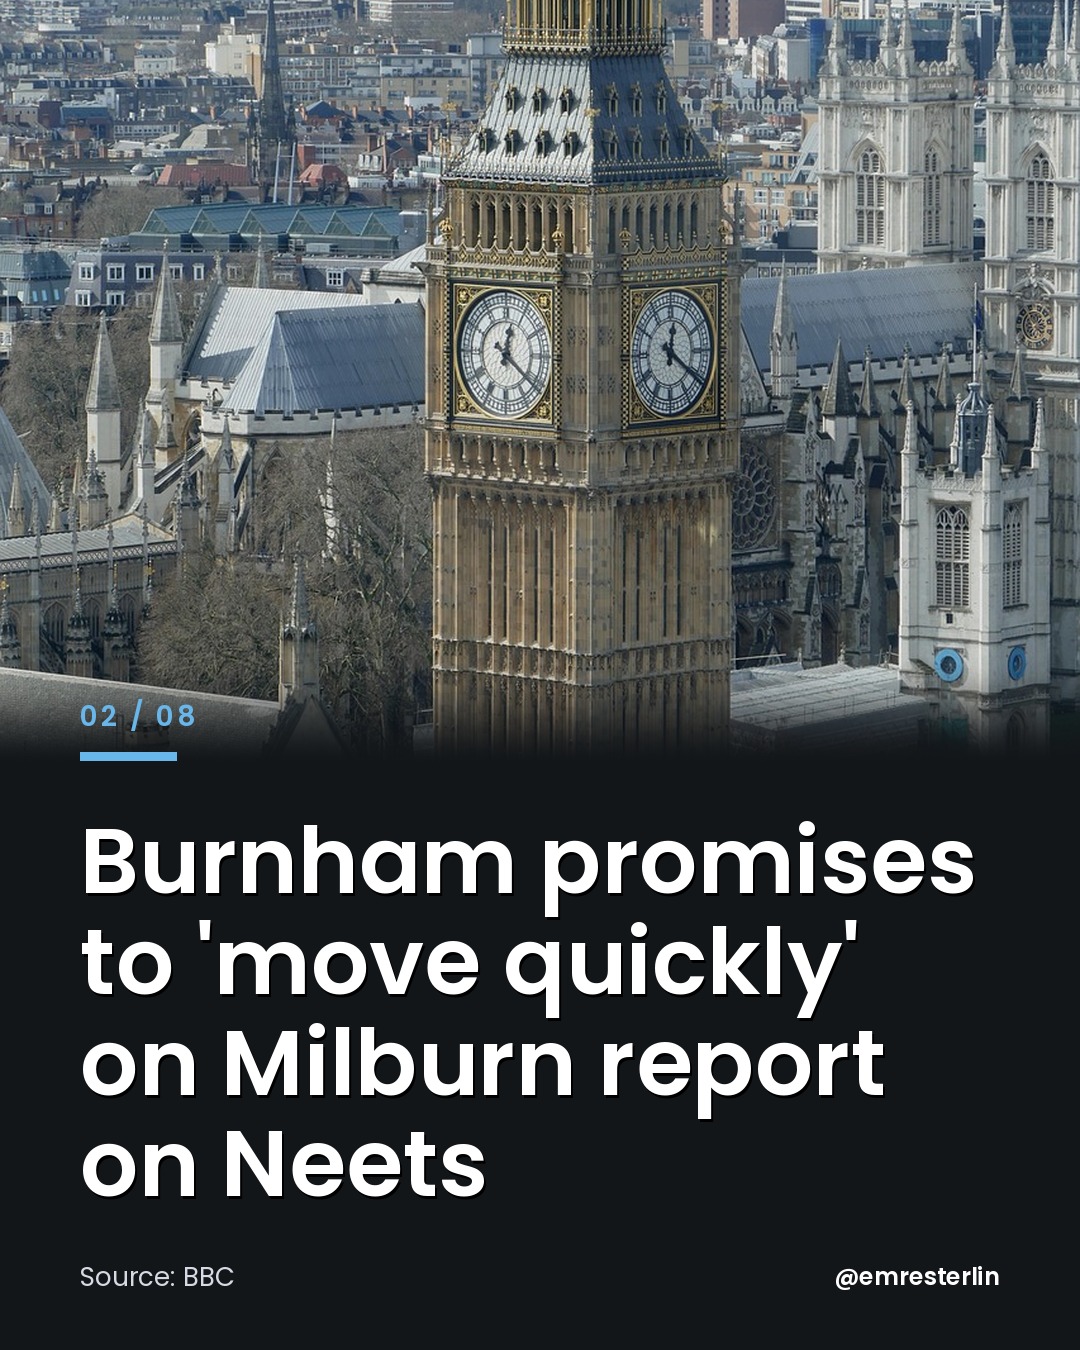 02 / 08
Burnham promises
to 'move quickly'
on Milburn report
on Neets
Source: BBC
@emresterlin